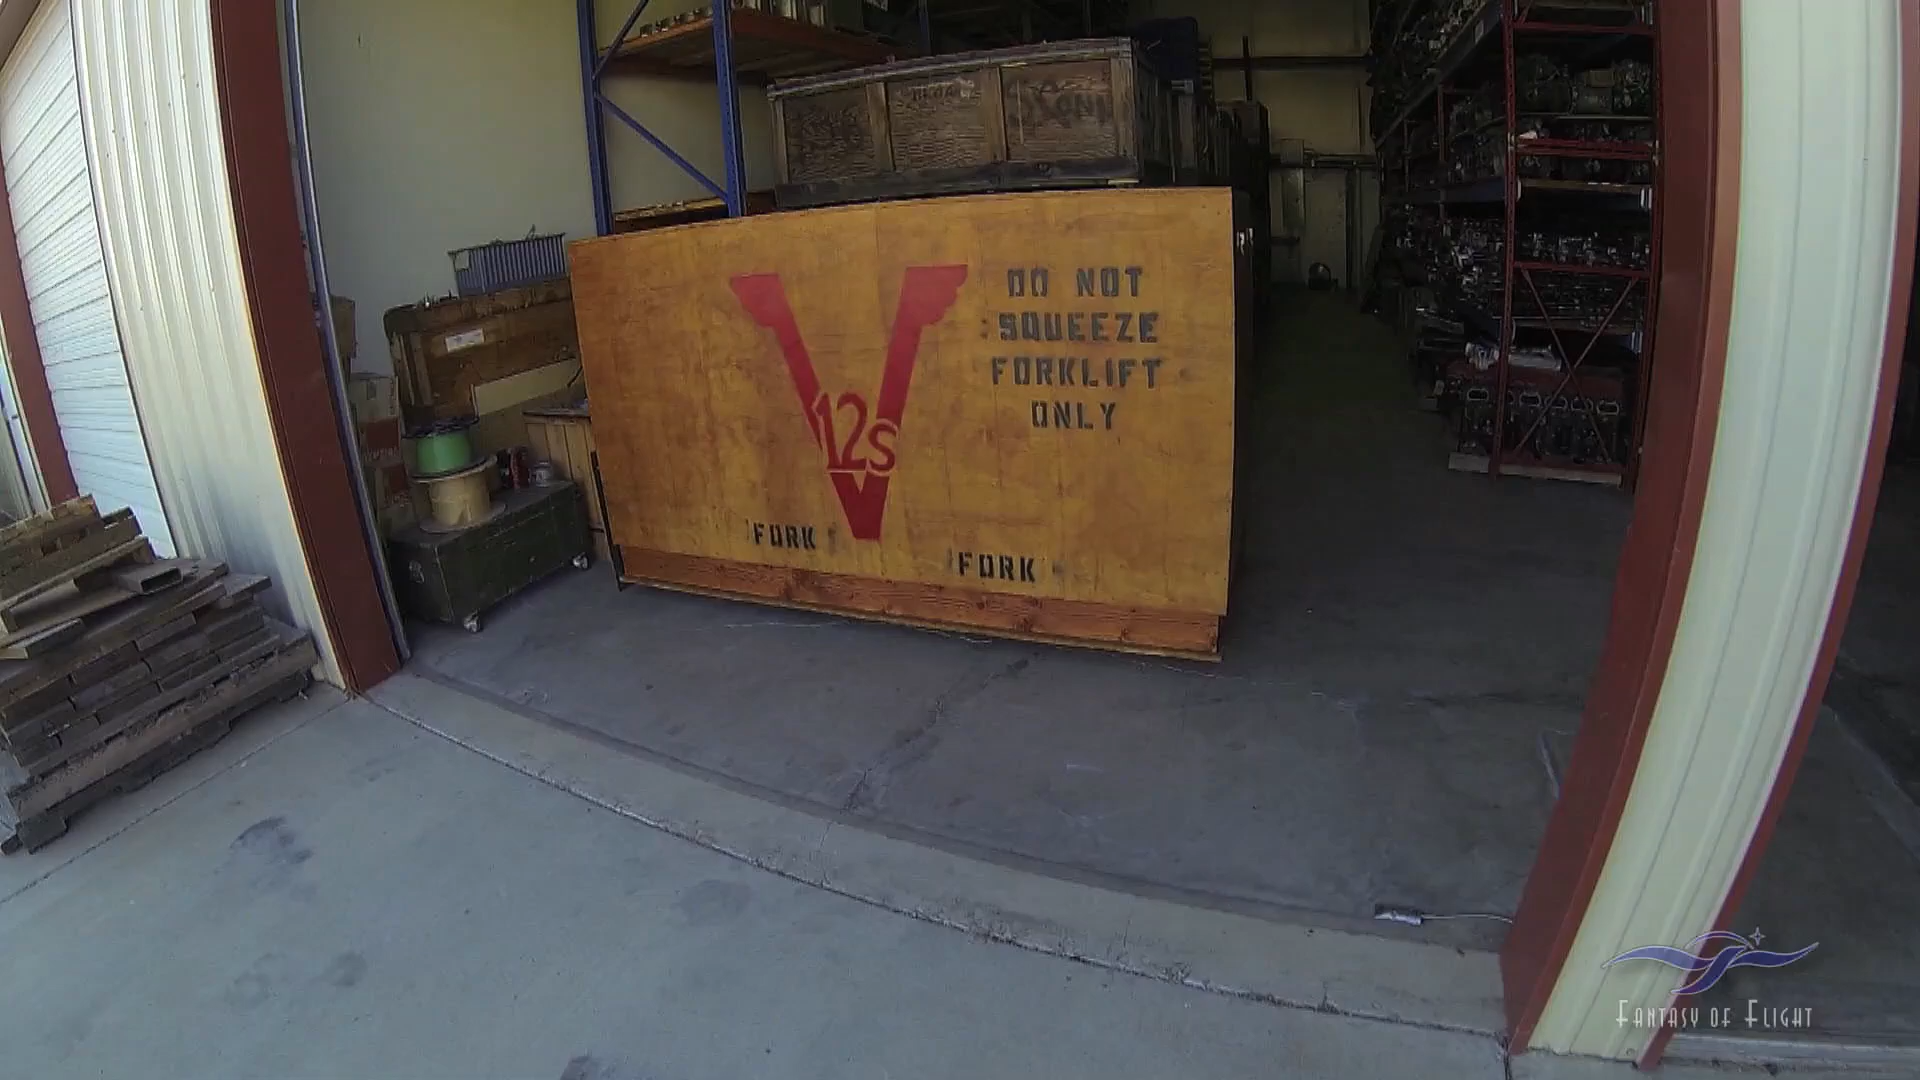 V
12s
DO NOT
SQUEEZE
FORKLIFT
ONLY
FORK
FORK
FANTASY OF FLIGHT